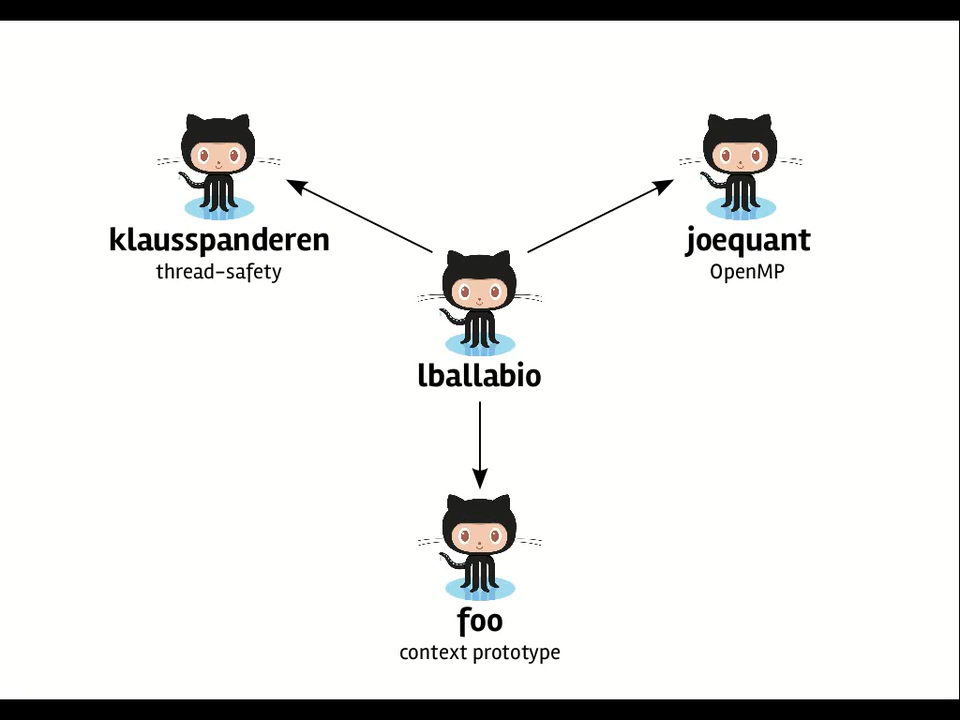 klausspanderen
thread-safety
joequant
OpenMP
lballabio
foo
context prototype